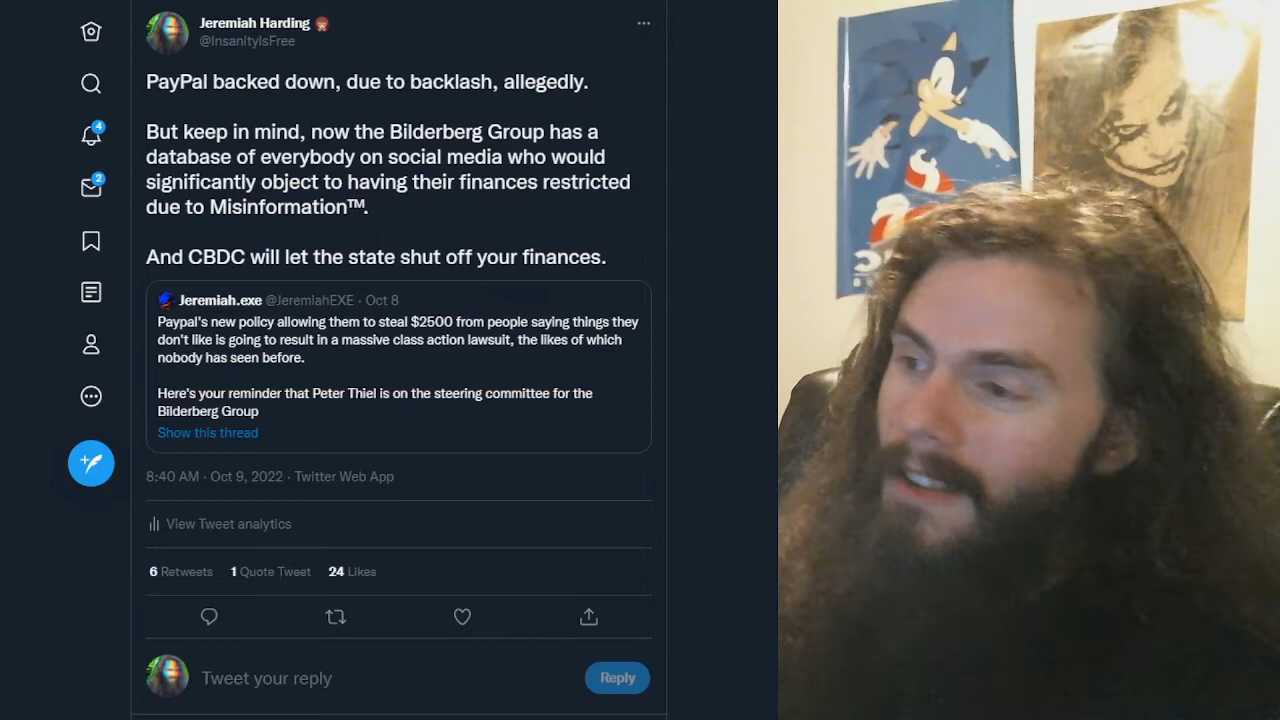 Jeremiah Harding
@InsanityIsFree
PayPal backed down, due to backlash, allegedly.
But keep in mind, now the Bilderberg Group has a
database of everybody on social media who would
significantly object to having their finances restricted
due to Misinformation™.
And CBDC will let the state shut off your finances.
Jeremiah.exe @JeremiahEXE · Oct 8
Paypal's new policy allowing them to steal $2500 from people saying things they
don't like is going to result in a massive class action lawsuit, the likes of which
nobody has seen before.
Here's your reminder that Peter Thiel is on the steering committee for the
Bilderberg Group
Show this thread
8:40 AM · Oct 9, 2022 · Twitter Web App
View Tweet analytics
6 Retweets 1 Quote Tweet 24 Likes
Tweet your reply
Reply
4
2